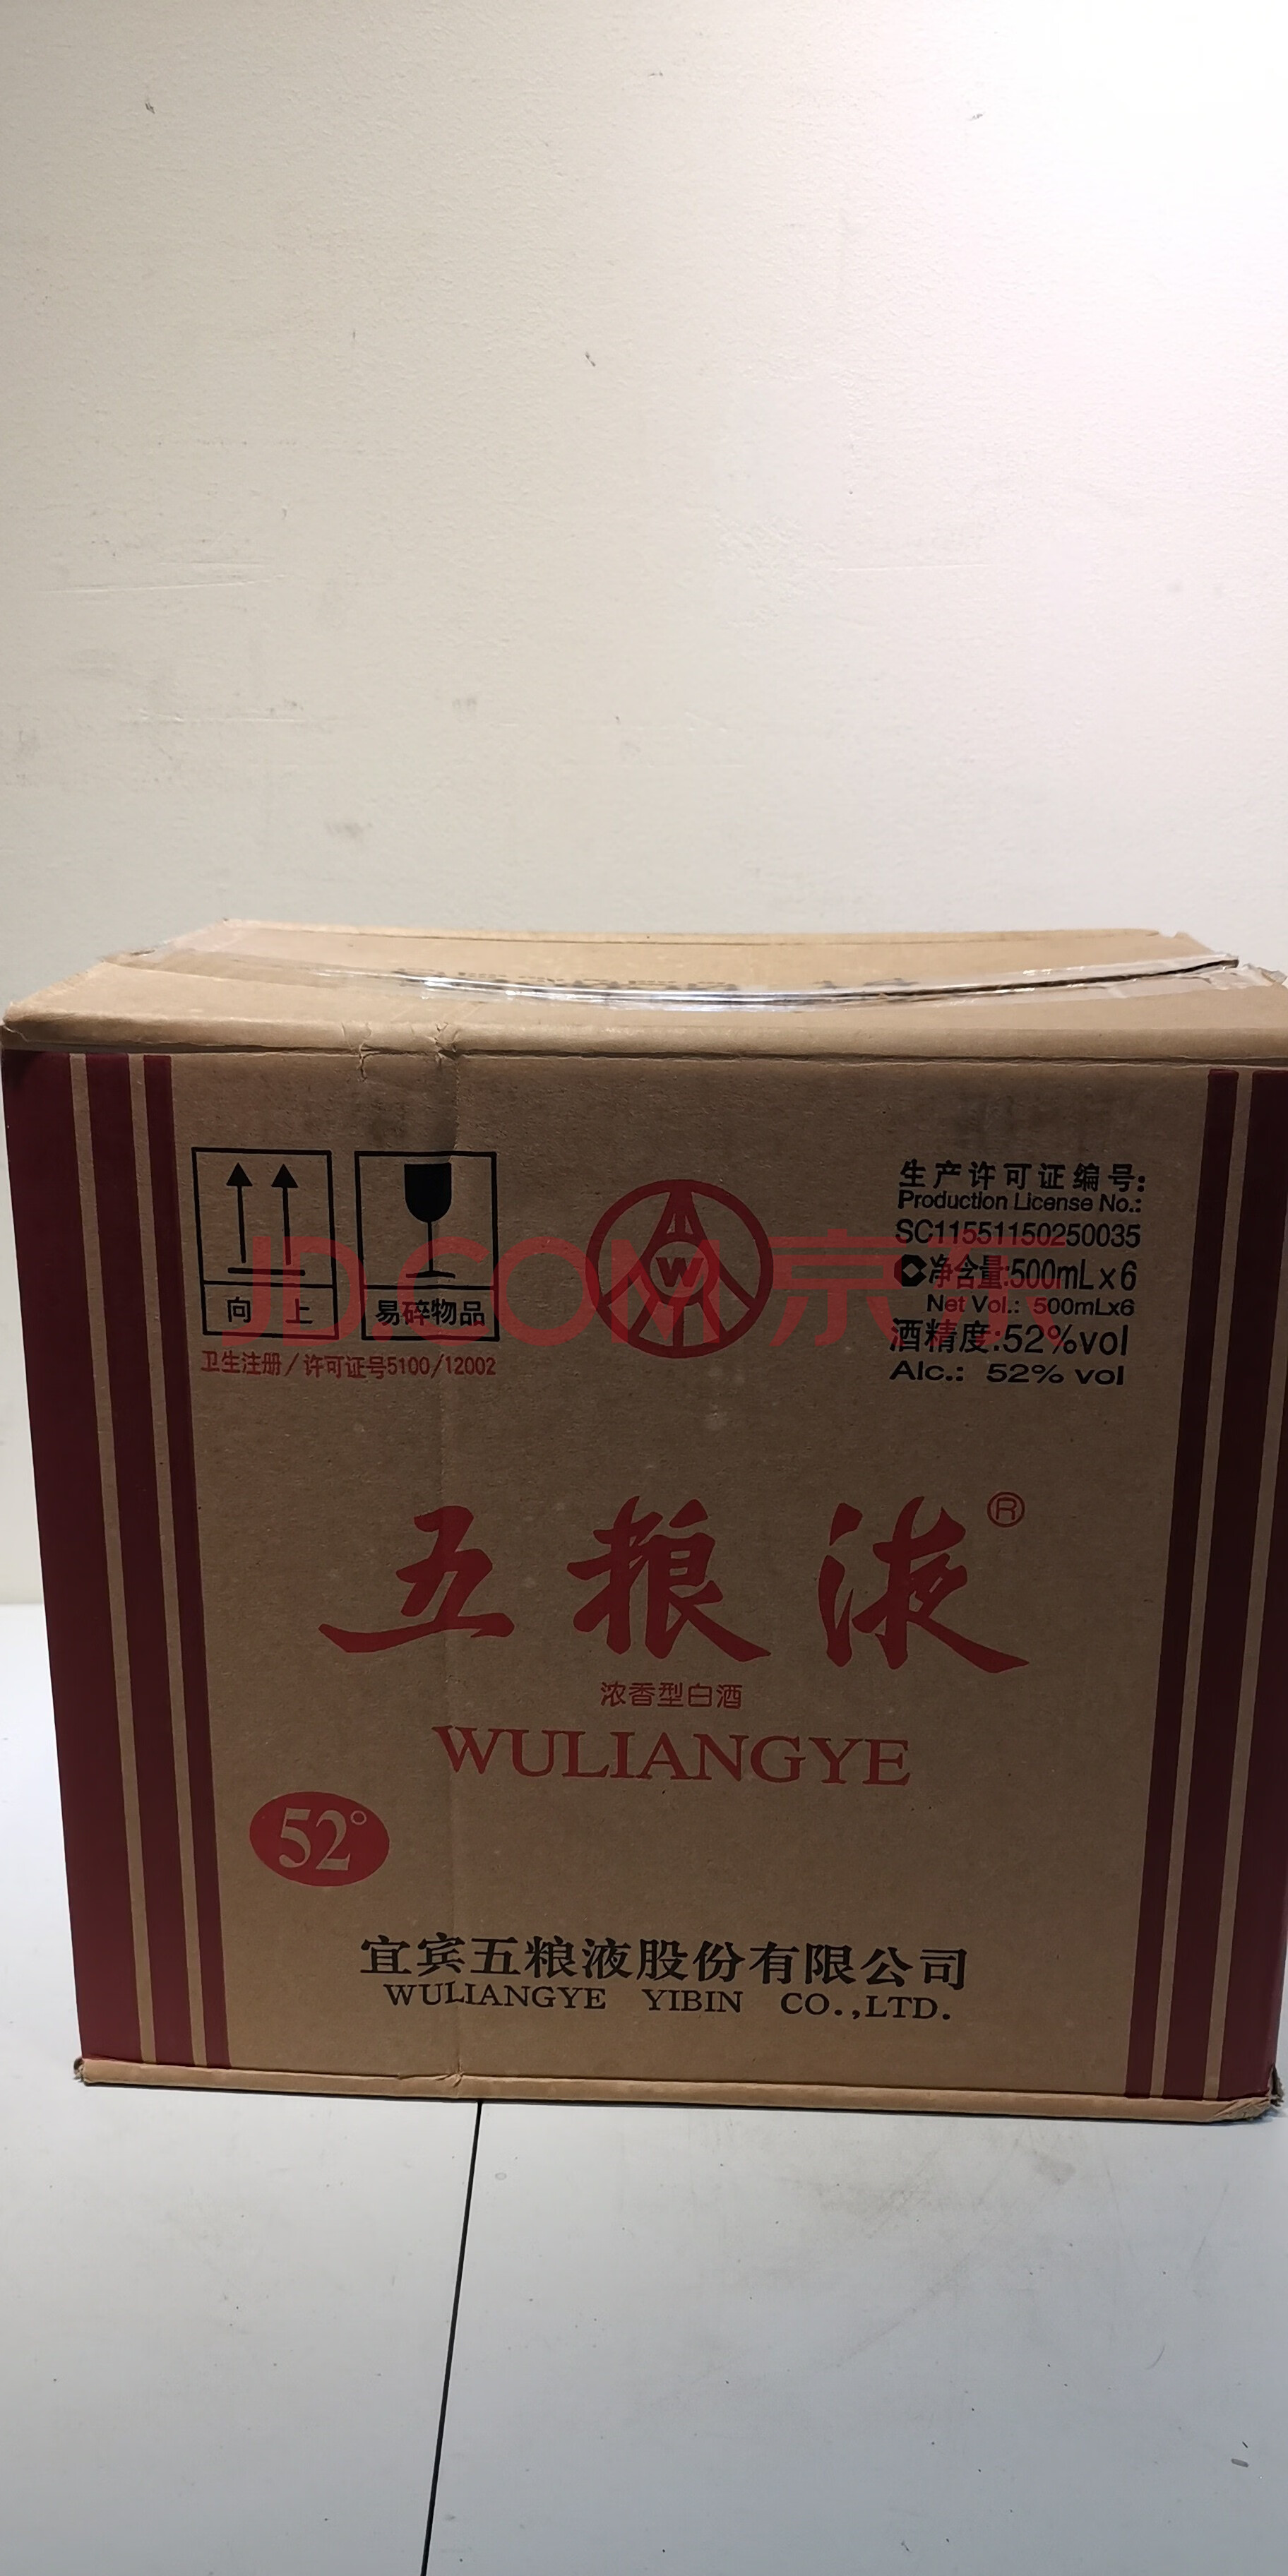 向 上
易碎物品
卫生注册/许可证号5100/12002
W
生产许可证编号:
Production License No.:
SC11551150250035
净含量:500mLx6
Net Vol.: 500mLx6
酒精度:52%vol
Alc.: 52% vol
JD.COM 京东
五粮液®
浓香型白酒
WULIANGYE
52°
宜宾五粮液股份有限公司
WULIANGYE YIBIN CO.,LTD.